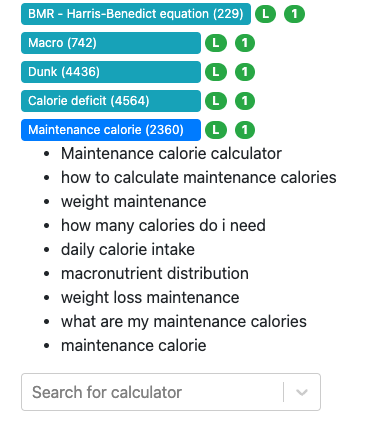 BMR - Harris-Benedict equation (229) L 1
Macro (742) L 1
Dunk (4436) L 1
Calorie deficit (4564) L 1
Maintenance calorie (2360) L 1
• Maintenance calorie calculator
• how to calculate maintenance calories
• weight maintenance
• how many calories do i need
• daily calorie intake
• macronutrient distribution
• weight loss maintenance
• what are my maintenance calories
• maintenance calorie
Search for calculator